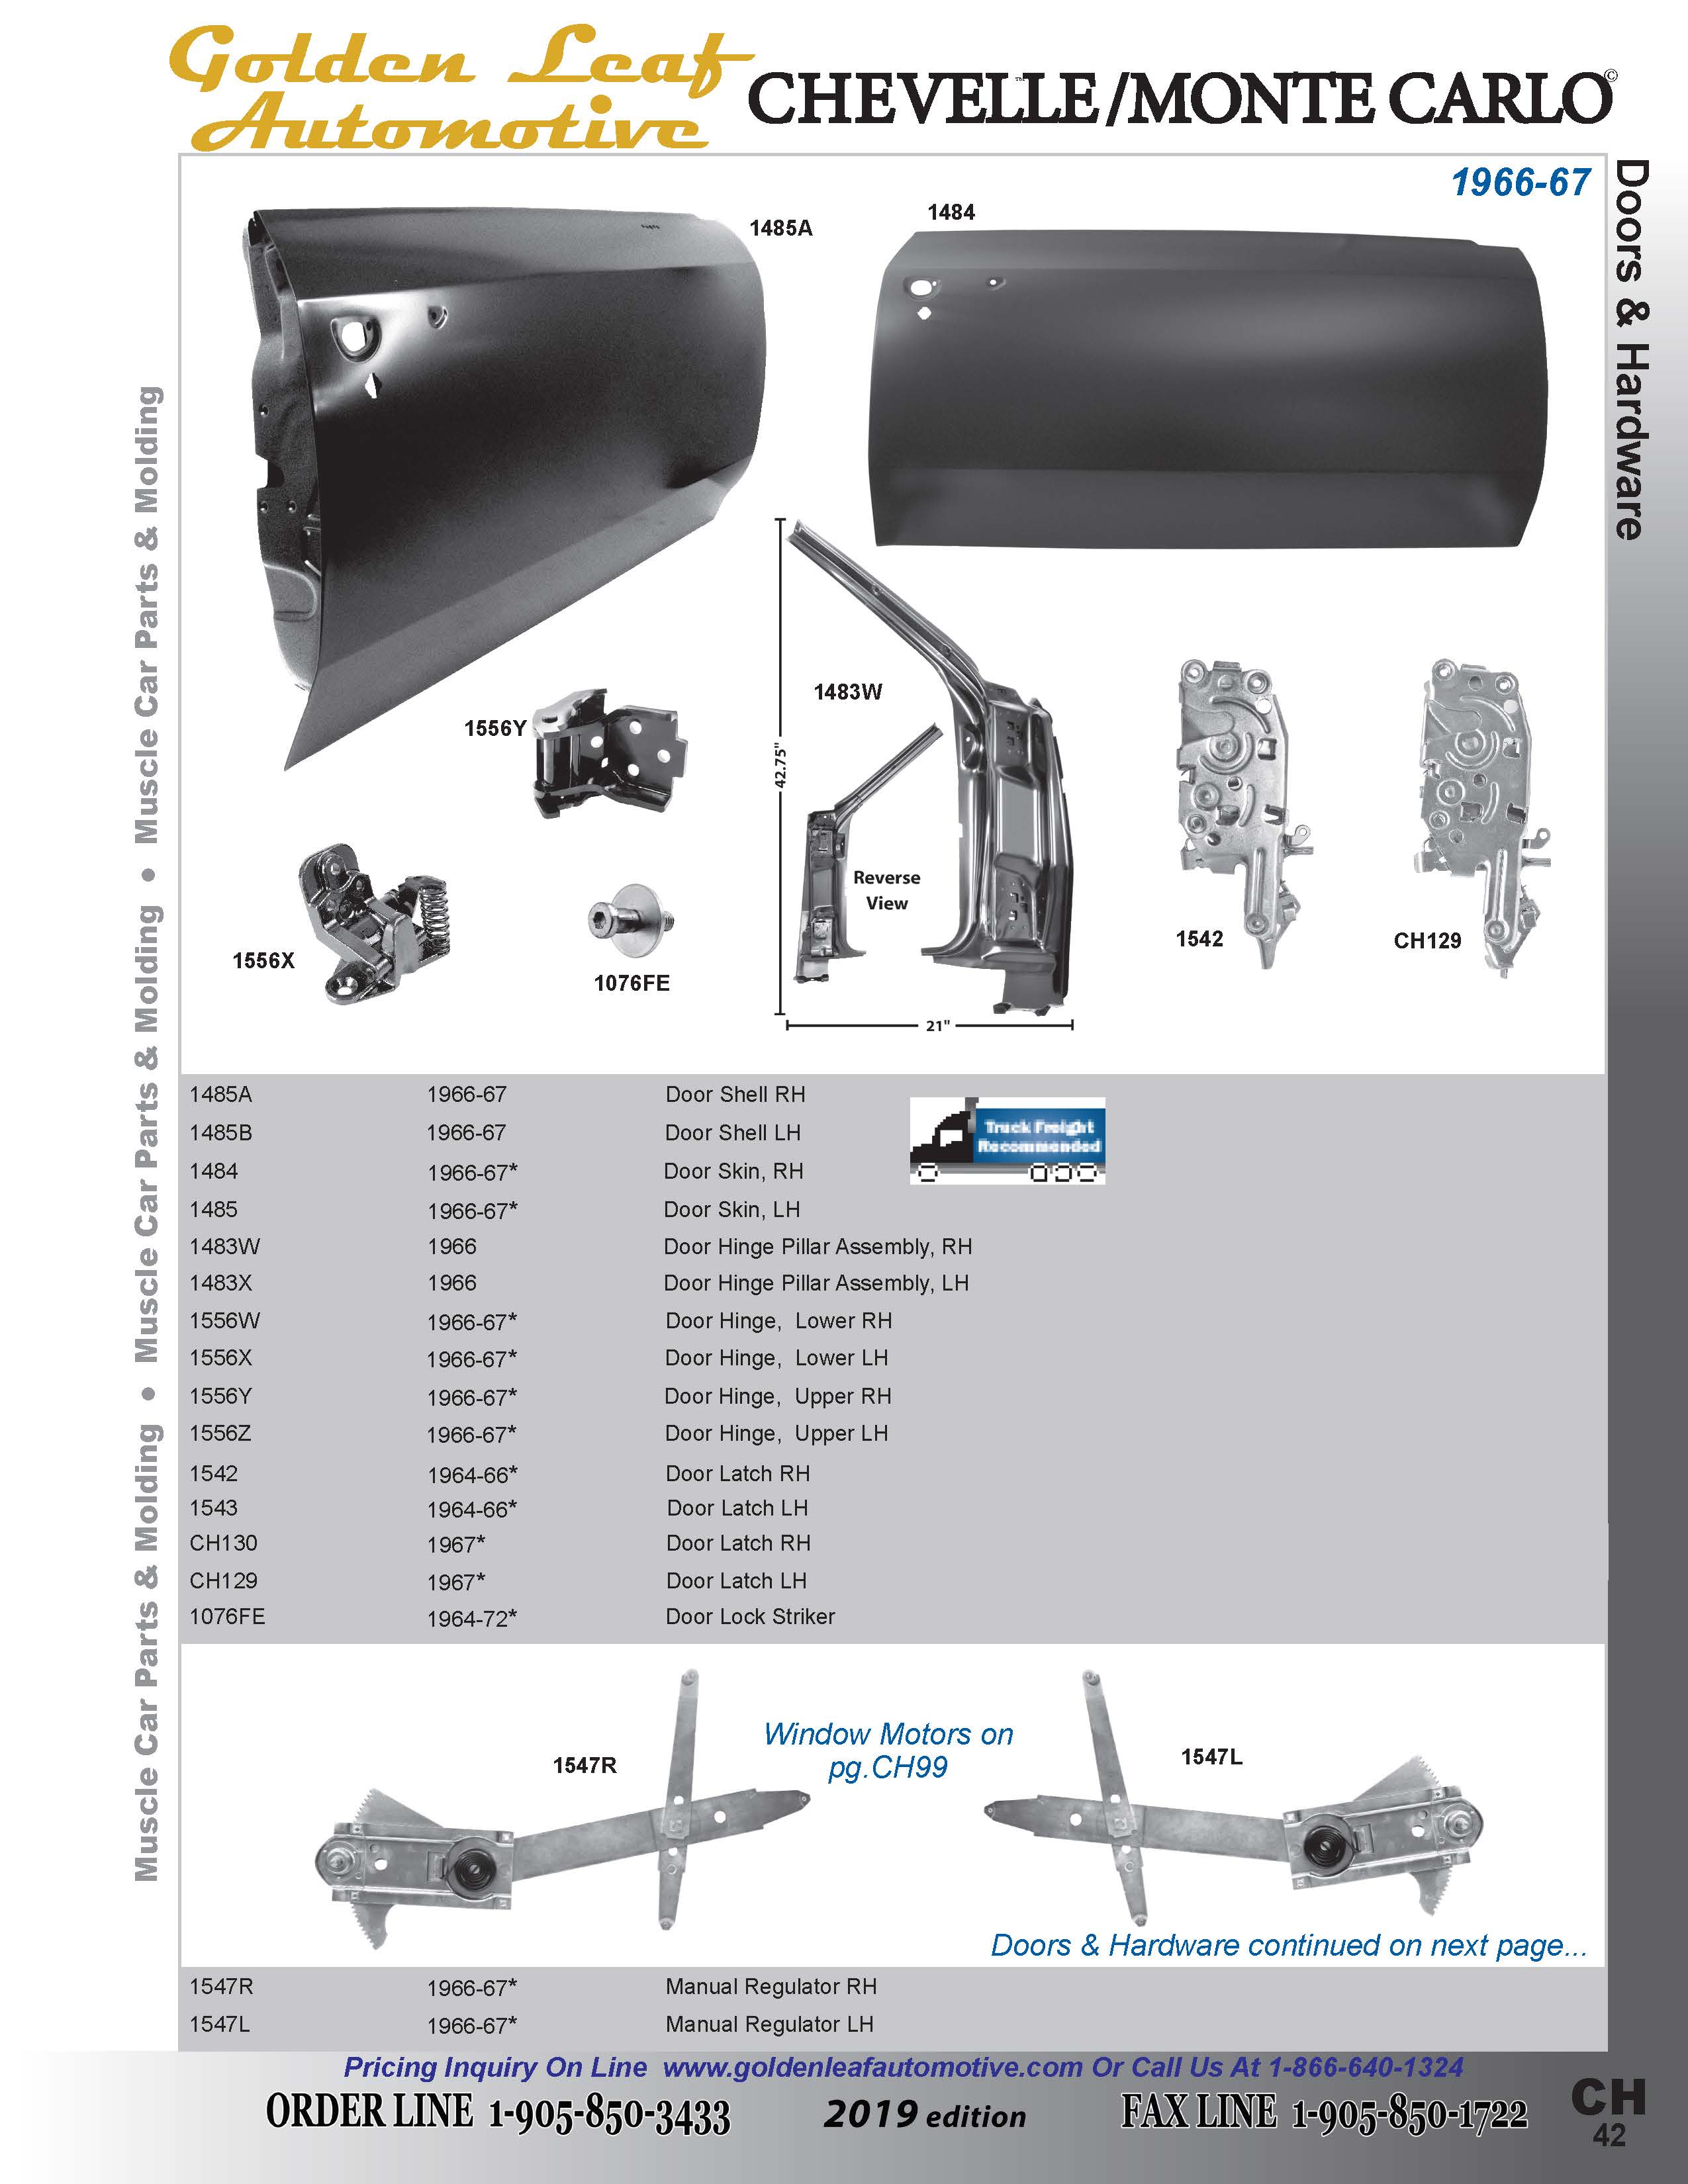 Golden Leaf
Automotive
CHEVELLE™/MONTE CARLO©
1966-67
Doors & Hardware
Muscle Car Parts & Molding • Muscle Car Parts & Molding • Muscle Car Parts & Molding
1485A
1484
1556Y
1483W
42.75"
Reverse
View
1556X
1076FE
1542
CH129
21"
1485A 1966-67 Door Shell RH
1485B 1966-67 Door Shell LH
1484 1966-67* Door Skin, RH
1485 1966-67* Door Skin, LH
1483W 1966 Door Hinge Pillar Assembly, RH
1483X 1966 Door Hinge Pillar Assembly, LH
1556W 1966-67* Door Hinge, Lower RH
1556X 1966-67* Door Hinge, Lower LH
1556Y 1966-67* Door Hinge, Upper RH
1556Z 1966-67* Door Hinge, Upper LH
1542 1964-66* Door Latch RH
1543 1964-66* Door Latch LH
CH130 1967* Door Latch RH
CH129 1967* Door Latch LH
1076FE 1964-72* Door Lock Striker
Truck Freight
Recommended
1547R
Window Motors on
pg.CH99
1547L
Doors & Hardware continued on next page...
1547R 1966-67* Manual Regulator RH
1547L 1966-67* Manual Regulator LH
Pricing Inquiry On Line www.goldenleafautomotive.com Or Call Us At 1-866-640-1324
ORDER LINE 1-905-850-3433 2019 edition FAX LINE 1-905-850-1722
CH
42